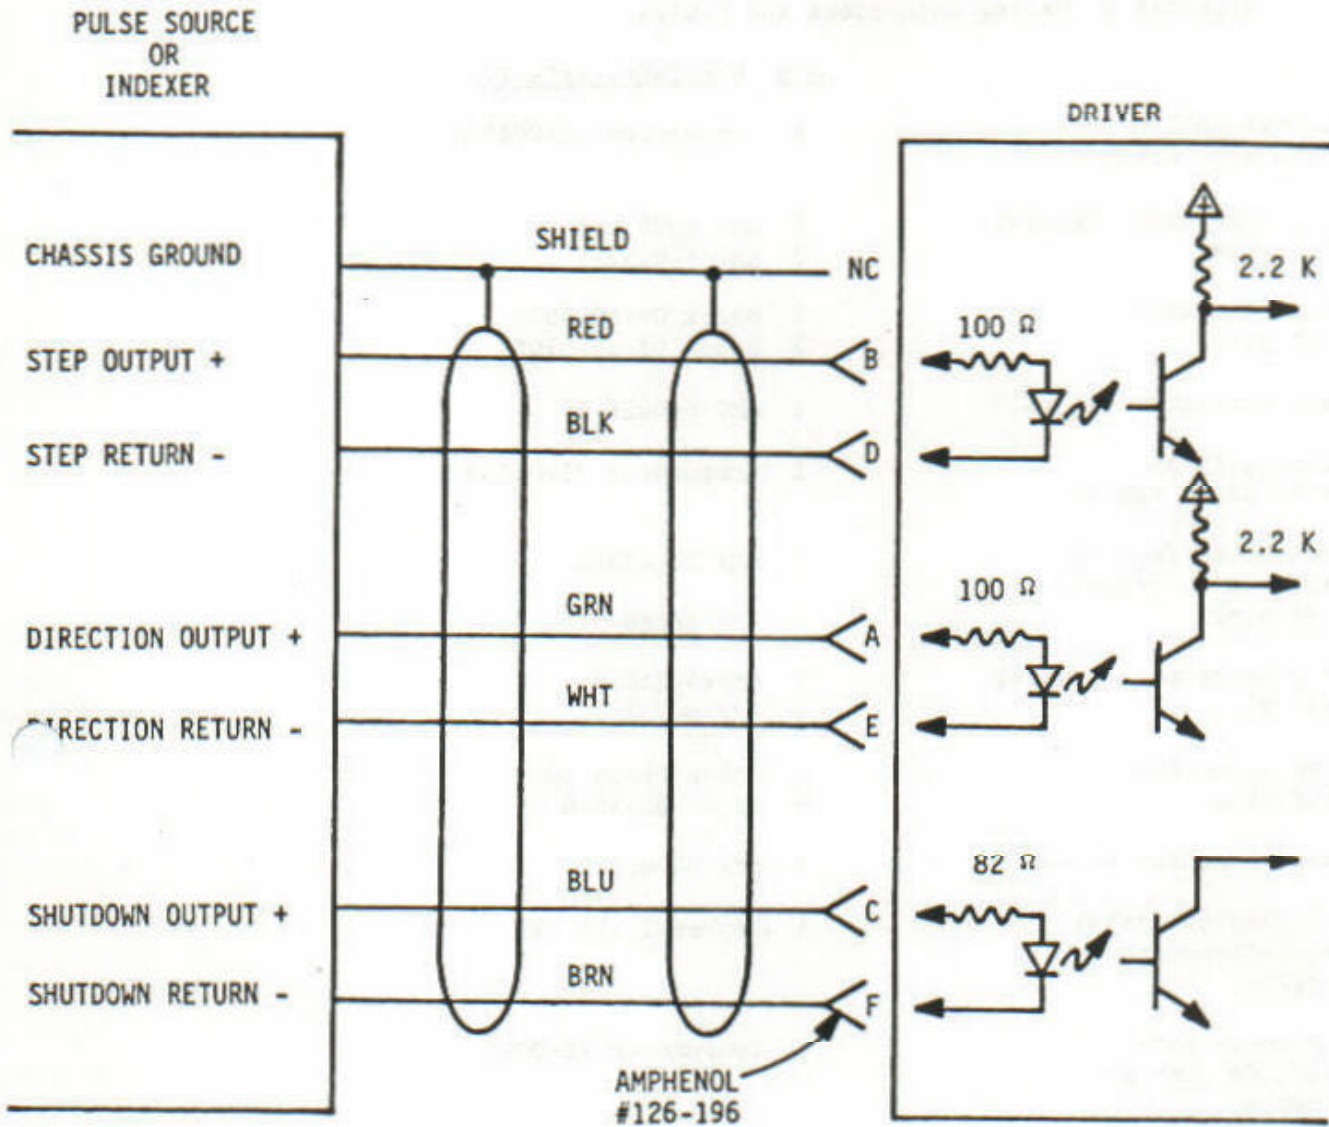 PULSE SOURCE
OR
INDEXER
DRIVER
CHASSIS GROUND
SHIELD
NC
2.2 K
STEP OUTPUT +
RED
B
100 Ω
STEP RETURN -
BLK
D
2.2 K
DIRECTION OUTPUT +
GRN
A
100 Ω
RECTION RETURN -
WHT
E
SHUTDOWN OUTPUT +
BLU
C
82 Ω
SHUTDOWN RETURN -
BRN
F
AMPHENOL
#126-196